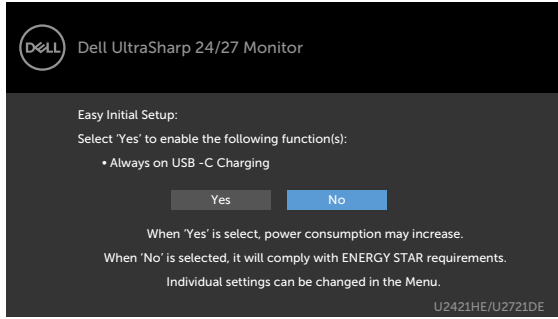 DELL
Dell UltraSharp 24/27 Monitor
Easy Initial Setup:
Select ‘Yes’ to enable the following function(s):
• Always on USB -C Charging
Yes
No
When ‘Yes’ is select, power consumption may increase.
When ‘No’ is selected, it will comply with ENERGY STAR requirements.
Individual settings can be changed in the Menu.
U2421HE/U2721DE